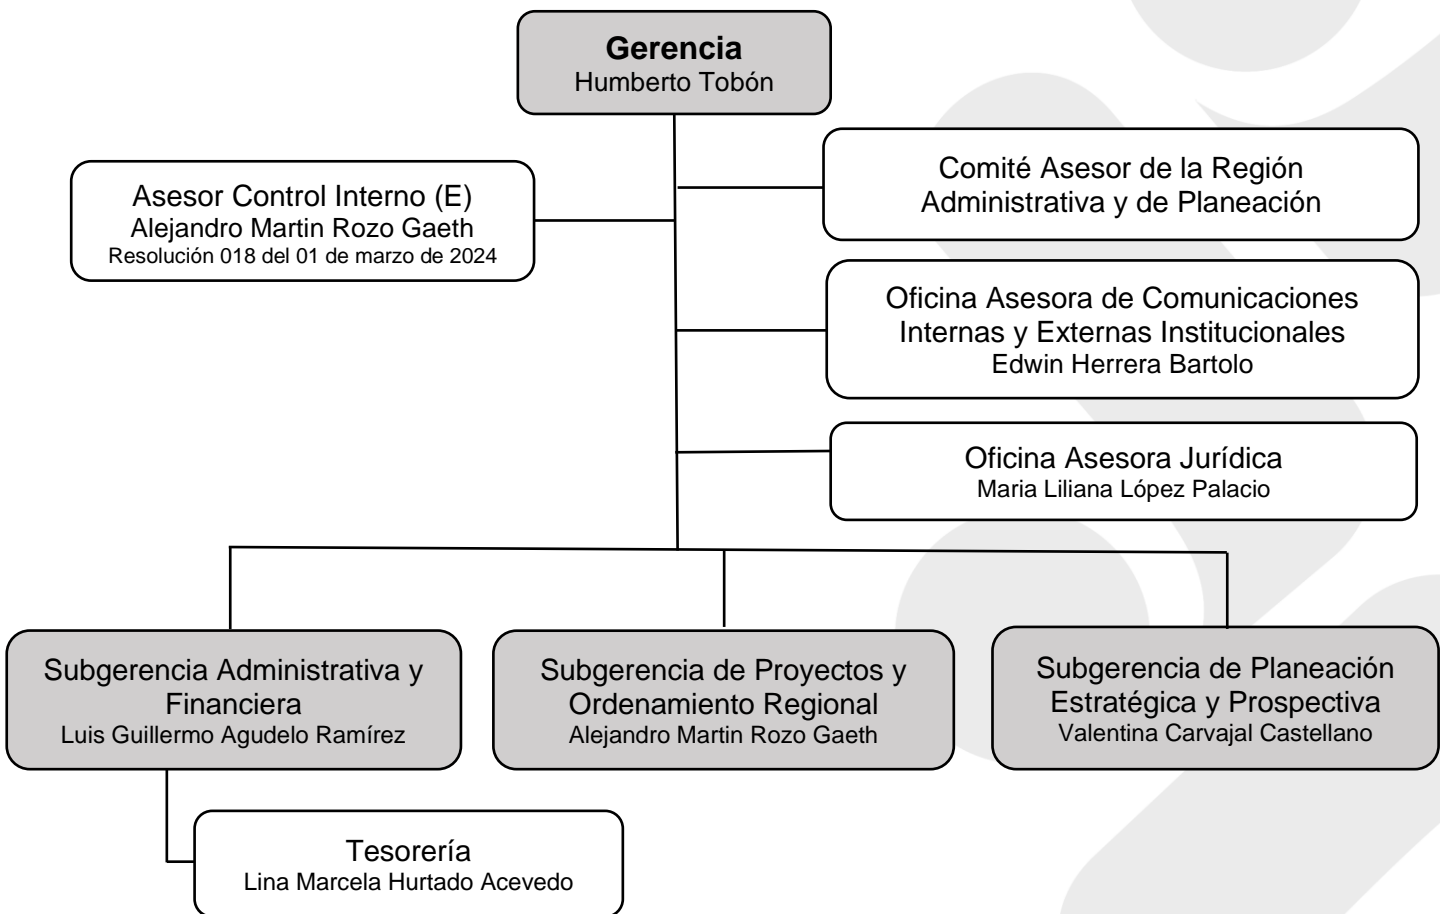 Gerencia
Humberto Tobón
Asesor Control Interno (E)
Alejandro Martin Rozo Gaeth
Resolución 018 del 01 de marzo de 2024
Comité Asesor de la Región
Administrativa y de Planeación
Oficina Asesora de Comunicaciones
Internas y Externas Institucionales
Edwin Herrera Bartolo
Oficina Asesora Jurídica
Maria Liliana López Palacio
Subgerencia Administrativa y
Financiera
Luis Guillermo Agudelo Ramírez
Subgerencia de Proyectos y
Ordenamiento Regional
Alejandro Martin Rozo Gaeth
Subgerencia de Planeación
Estratégica y Prospectiva
Valentina Carvajal Castellano
Tesorería
Lina Marcela Hurtado Acevedo